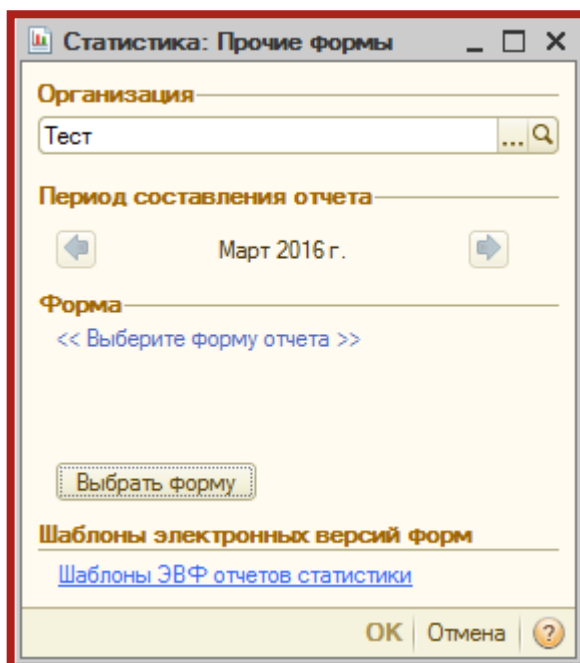 Статистика: Прочие формы
Организация
Тест
...
Период составления отчета
Март 2016 г.
Форма
<< Выберите форму отчета >>
Выбрать форму
Шаблоны электронных версий форм
Шаблоны ЭВФ отчетов статистики
OK Отмена ?